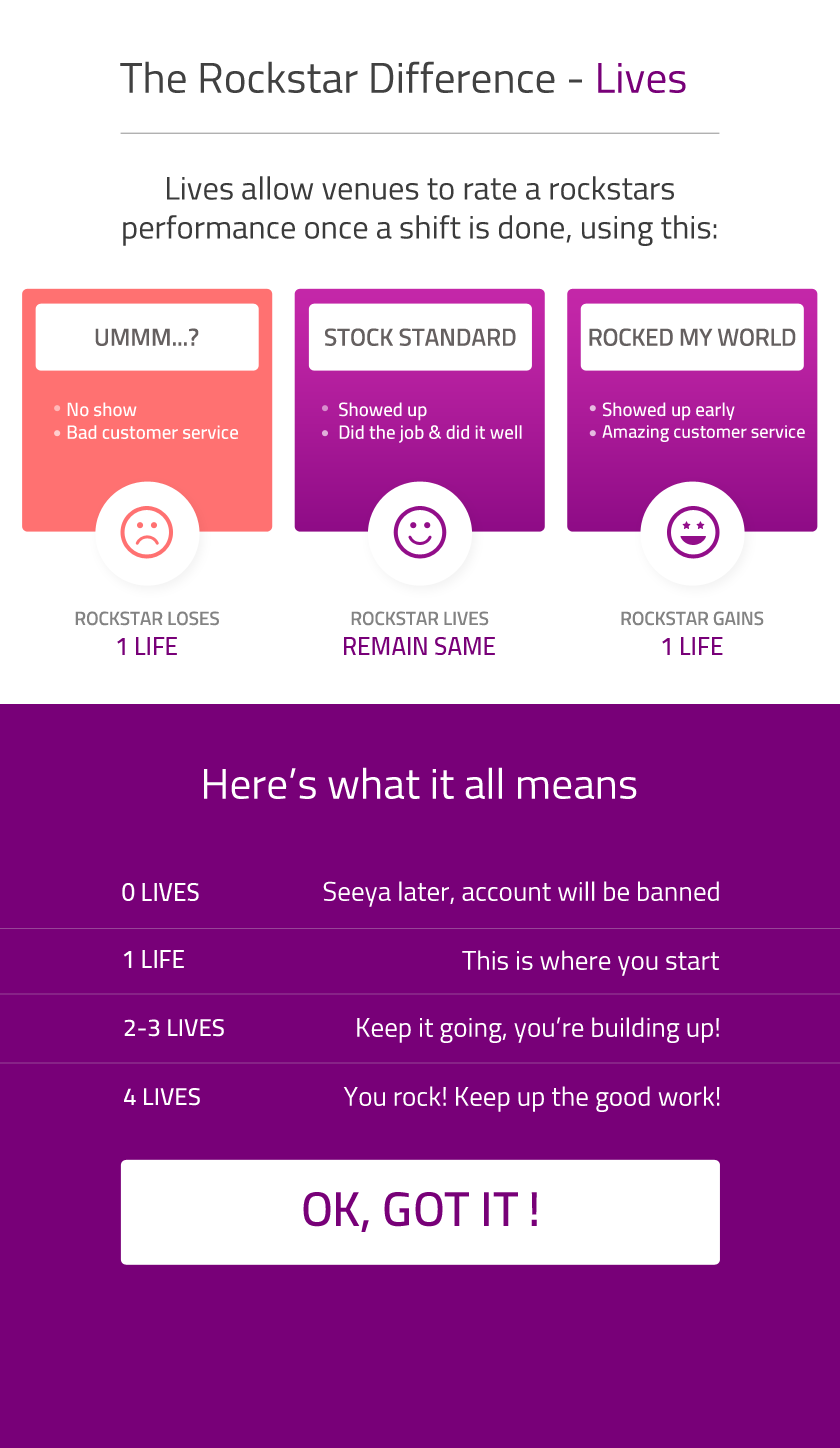 The Rockstar Difference - Lives
Lives allow venues to rate a rockstars
performance once a shift is done, using this:
UMMM...?
• No show
• Bad customer service
ROCKSTAR LOSES
1 LIFE
STOCK STANDARD
• Showed up
• Did the job & did it well
ROCKSTAR LIVES
REMAIN SAME
ROCKED MY WORLD
• Showed up early
• Amazing customer service
ROCKSTAR GAINS
1 LIFE
Here’s what it all means
0 LIVES Seeya later, account will be banned
1 LIFE This is where you start
2-3 LIVES Keep it going, you’re building up!
4 LIVES You rock! Keep up the good work!
OK, GOT IT !